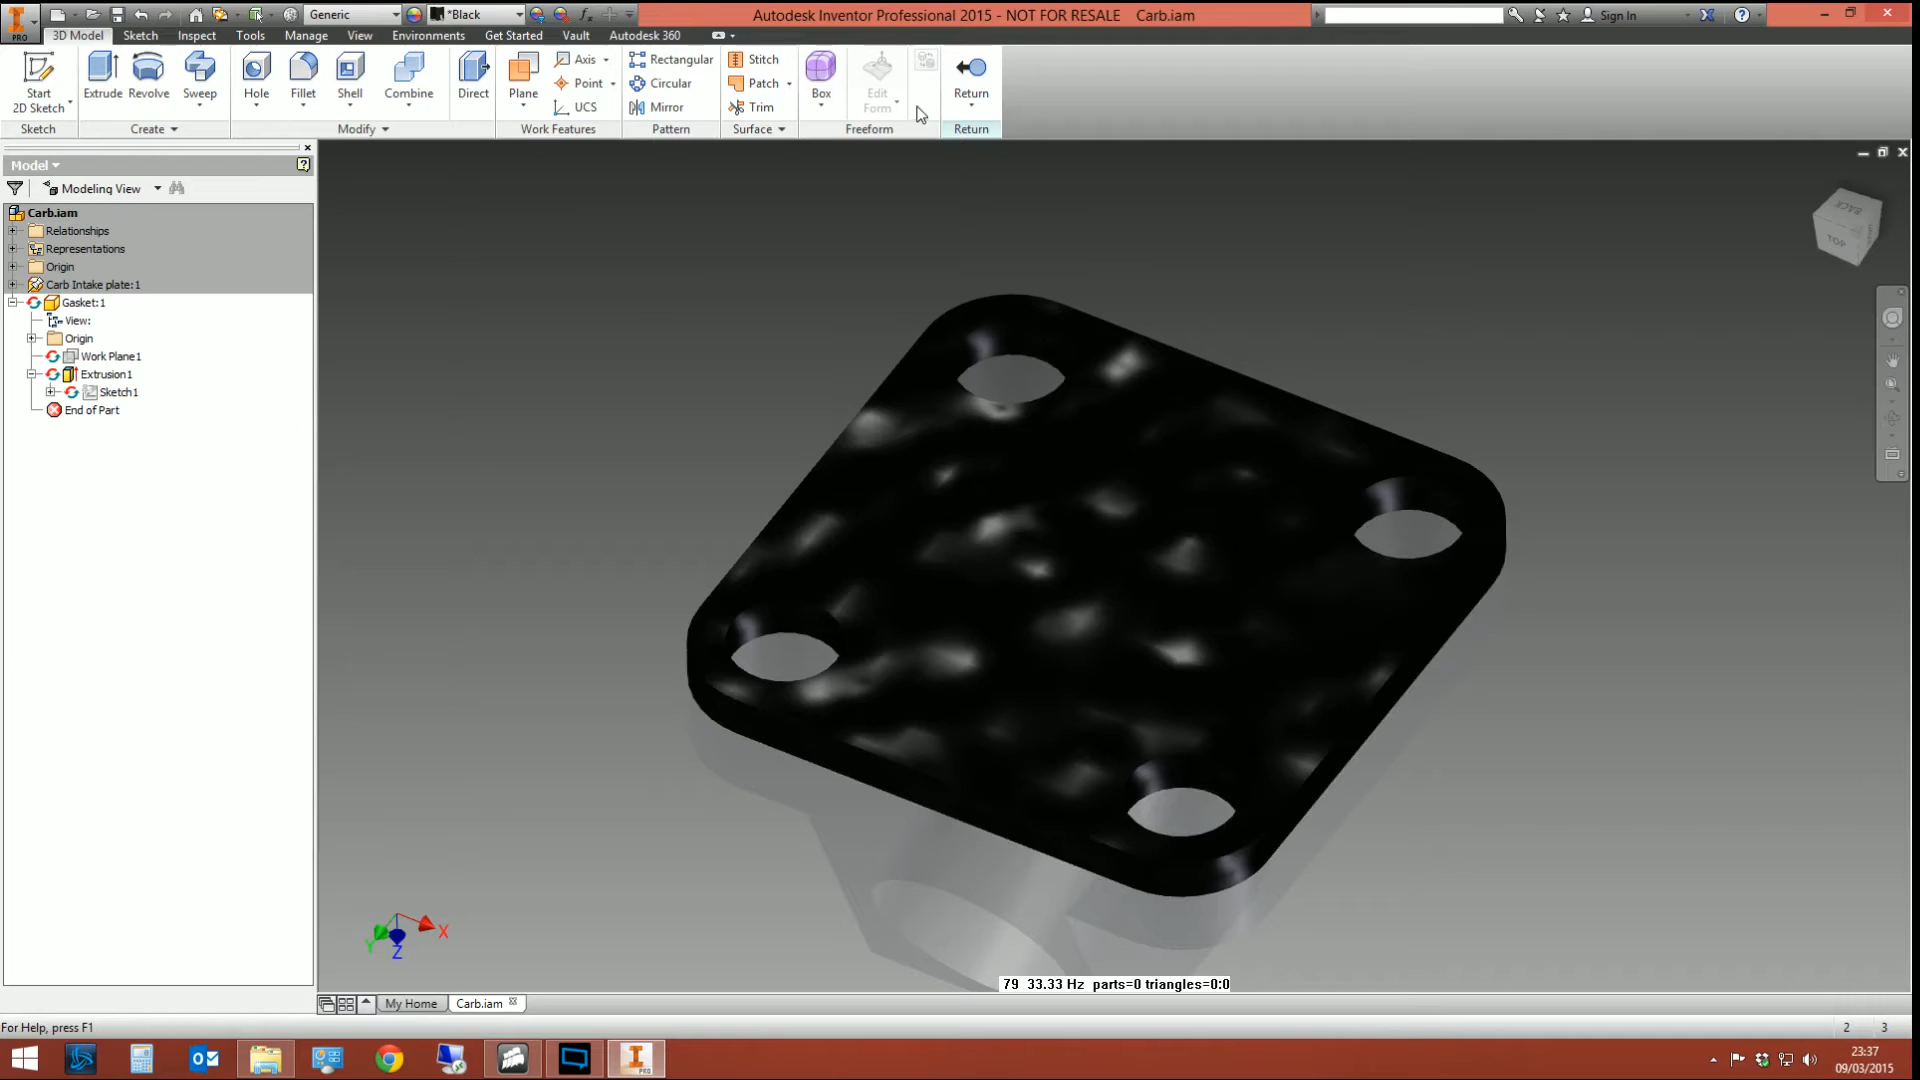 Generic
*Black
Autodesk Inventor Professional 2015 - NOT FOR RESALE Carb.iam
Sign In
PRO
3D Model Sketch Inspect Tools Manage View Environments Get Started Vault Autodesk 360
Start
2D Sketch
Extrude Revolve Sweep
Hole Fillet Shell Combine
Direct
Plane
Axis
Point
UCS
Rectangular
Circular
Mirror
Stitch
Patch
Trim
Box
Edit
Form
Return
Sketch Create Modify Work Features Pattern Surface Freeform Return
Model
Modeling View
Carb.iam
Relationships
Representations
Origin
Carb Intake plate:1
Gasket:1
View:
Origin
Work Plane1
Extrusion1
Sketch1
End of Part
BACK
TOP
X
Y
Z
79 33.33 Hz parts=0 triangles=0:0
My Home Carb.iam
For Help, press F1
2 3
PRO
23:37
09/03/2015